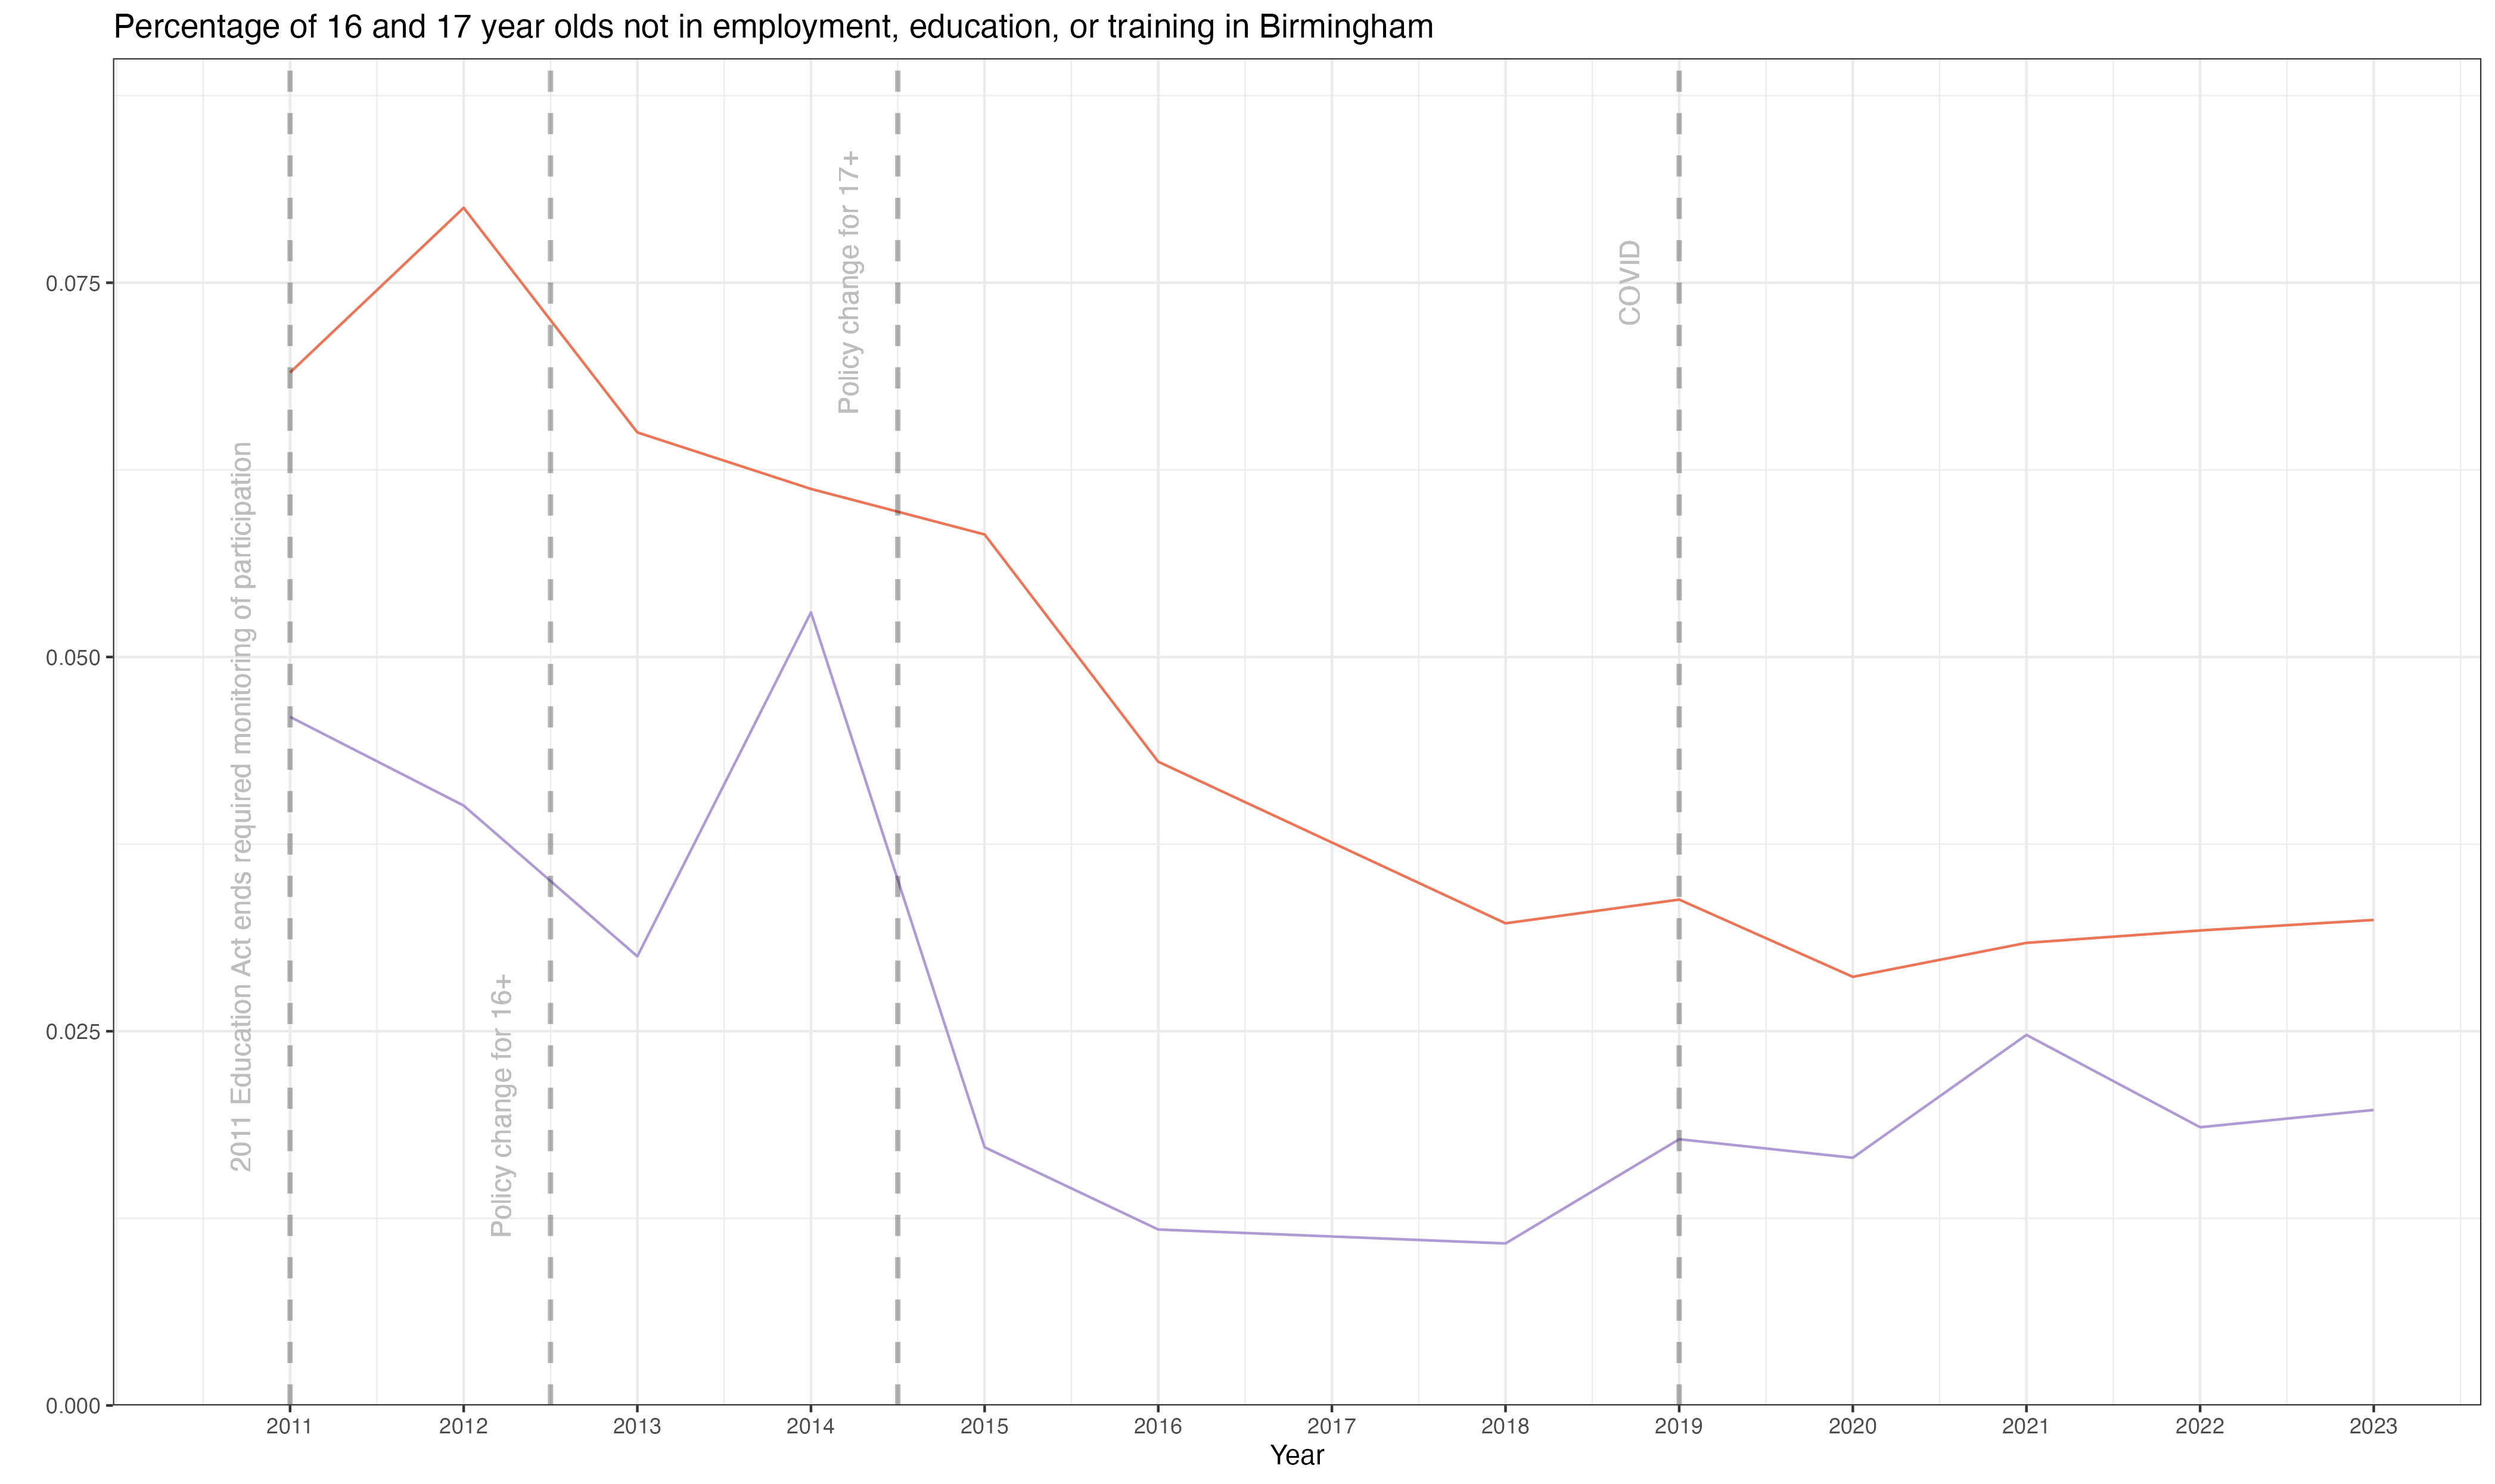 Percentage of 16 and 17 year olds not in employment, education, or training in Birmingham
0.075
0.050
0.025
0.000
2011 Education Act ends required monitoring of participation
Policy change for 16+
Policy change for 17+
COVID
2011
2012
2013
2014
2015
2016
2017
2018
2019
2020
2021
2022
2023
Year